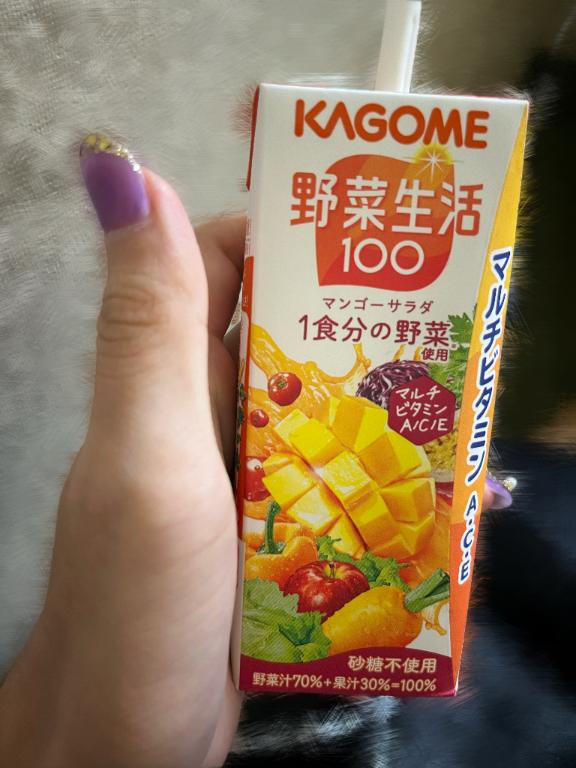 KAGOME
野菜生活
100
マンゴーサラダ
1食分の野菜
使用
マルチ
ビタミン
A/C/E
マルチビタミン A・C・E
砂糖不使用
野菜汁70%+果汁30%=100%